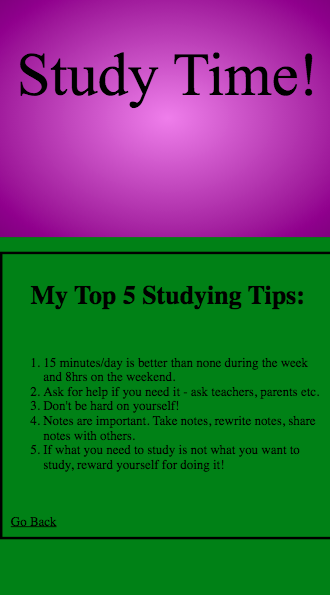 Study Time!
My Top 5 Studying Tips:
1. 15 minutes/day is better than none during the week
and 8hrs on the weekend.
2. Ask for help if you need it - ask teachers, parents etc.
3. Don't be hard on yourself!
4. Notes are important. Take notes, rewrite notes, share
notes with others.
5. If what you need to study is not what you want to
study, reward yourself for doing it!
Go Back